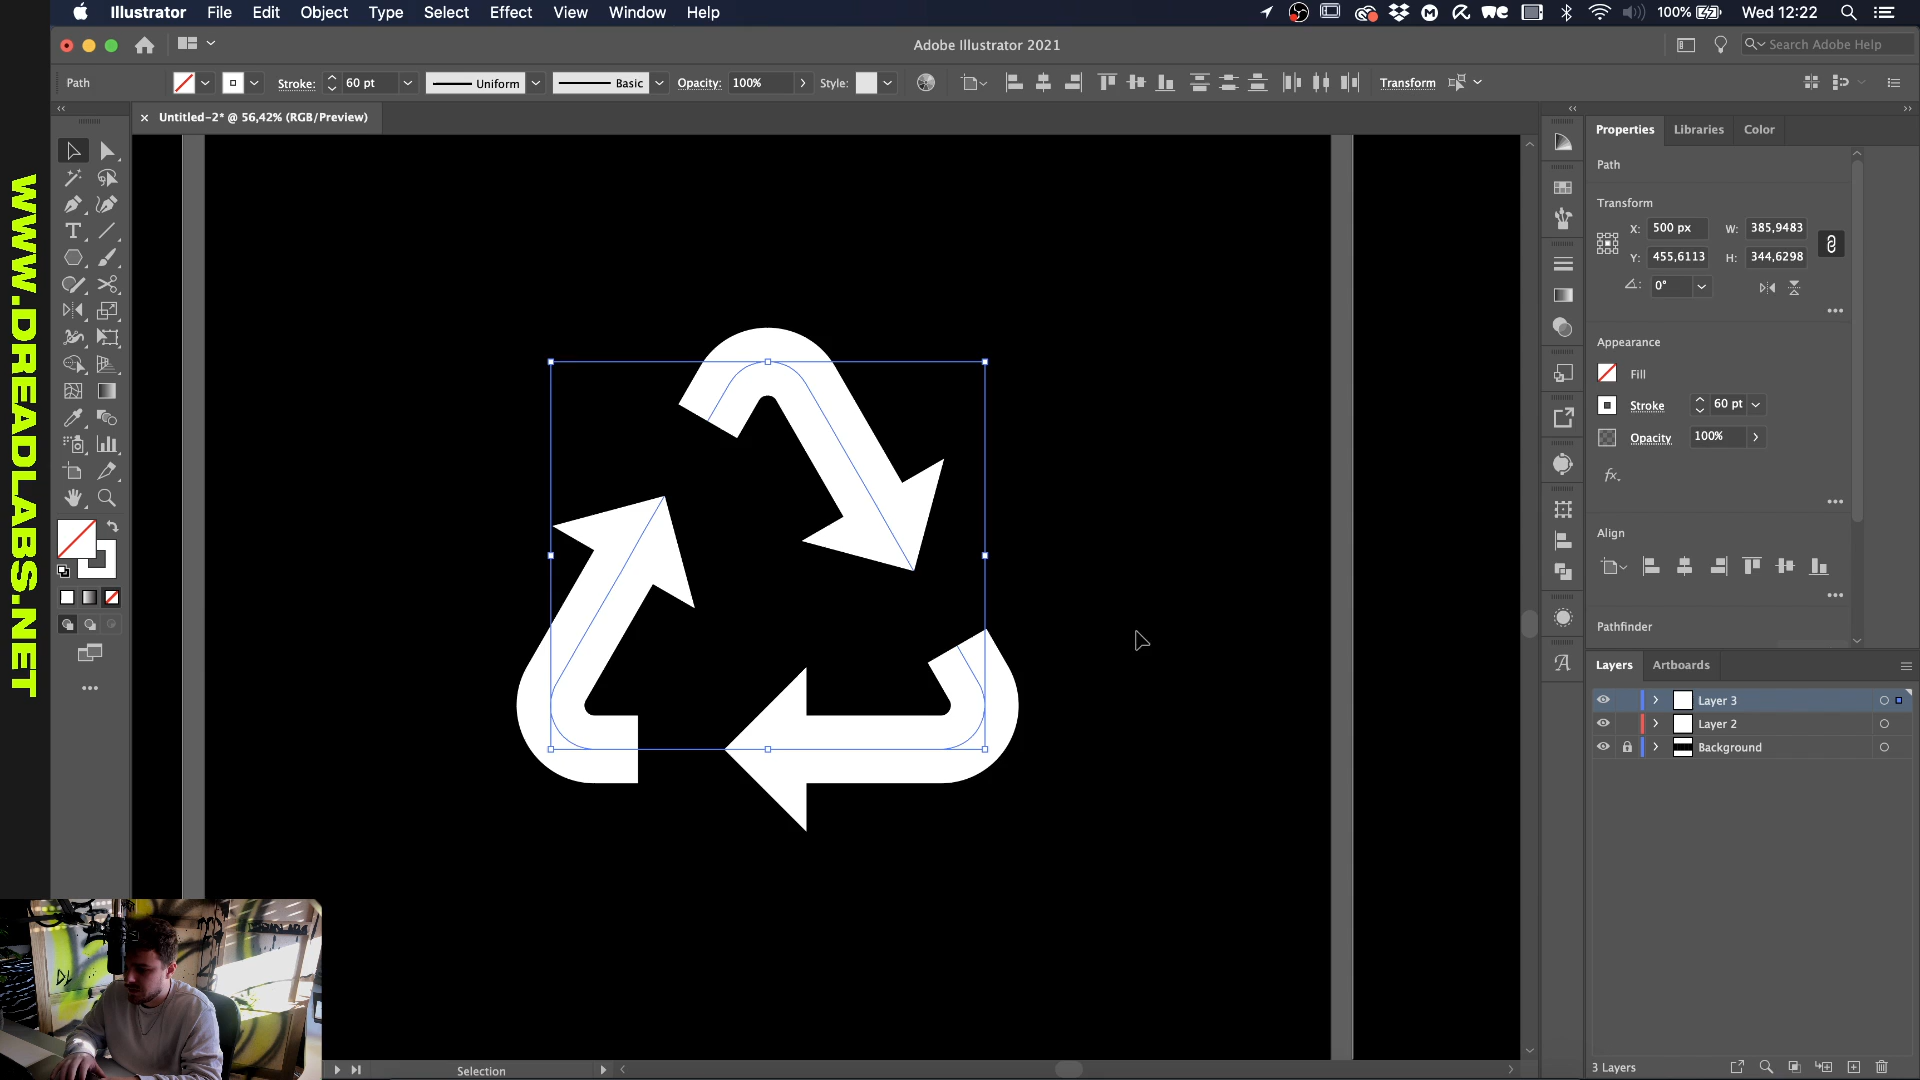 Illustrator File Edit Object Type Select Effect View Window Help
100% Wed 12:22
Adobe Illustrator 2021
Search Adobe Help
Path Stroke: 60 pt Uniform Basic Opacity: 100% Style: Transform
Untitled-2* @ 56,42% (RGB/Preview)
WWW.DREADLABS.NET
Properties Libraries Color
Path
Transform
X: 500 px W: 385,9483
Y: 455,6113 H: 344,6298
0°
Appearance
Fill
Stroke 60 pt
Opacity 100%
fx
Align
Pathfinder
Layers Artboards
Layer 3
Layer 2
Background
3 Layers
Selection